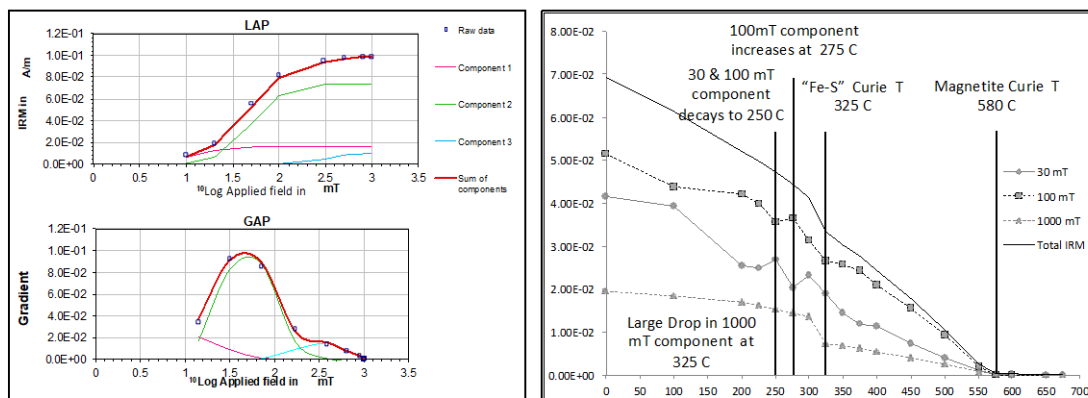 LAP
IRM in A/m
1.2E-01
1.0E-01
8.0E-02
6.0E-02
4.0E-02
2.0E-02
0.0E+00
0 0.5 1 1.5 2 2.5 3 3.5
10Log Applied field in mT
Raw data
Component 1
Component 2
Component 3
Sum of
components
GAP
Gradient
1.2E-01
1.0E-01
8.0E-02
6.0E-02
4.0E-02
2.0E-02
0.0E+00
0 0.5 1 1.5 2 2.5 3 3.5
10Log Applied field in mT
8.00E-02
7.00E-02
6.00E-02
5.00E-02
4.00E-02
3.00E-02
2.00E-02
1.00E-02
0.00E+00
0 50 100 150 200 250 300 350 400 450 500 550 600 650 700
100mT component
increases at 275 C
30 & 100 mT
component
decays to 250 C
“Fe-S” Curie T
325 C
Magnetite Curie T
580 C
Large Drop in 1000
mT component at
325 C
30 mT
100 mT
1000 mT
Total IRM